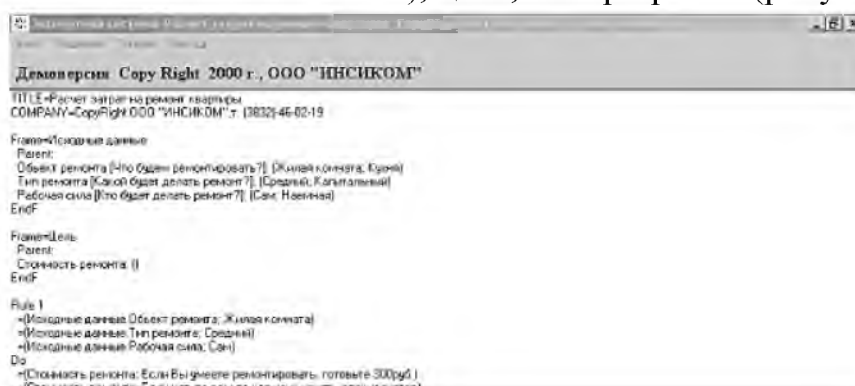 Демоверсия Copy Right 2000 г., ООО "ИНСИКОМ"
TITLE=Расчет затрат на ремонт квартиры
COMPANY=CopyRight ООО "ИНСИКОМ" т. (3832)-46-02-19
Frame=Исходные данные
Parent:
Объект ремонта [Что будем ремонтировать?]: (Жилая комната; Кухня)
Тип ремонта [Какой будет делать ремонт?]: (Средний; Капитальный)
Рабочая сила [Кто будет делать ремонт?]: (Сам; Наемная)
EndF
Frame=Цель
Parent:
Стоимость ремонта: ()
EndF
Rule 1
=(Исходные данные.Объект ремонта; Жилая комната)
=(Исходные данные.Тип ремонта; Средний)
=(Исходные данные.Рабочая сила; Сам)
Do
=(Стоимость ремонта: Если Вы умеете ремонтировать, готовьте 300руб.)